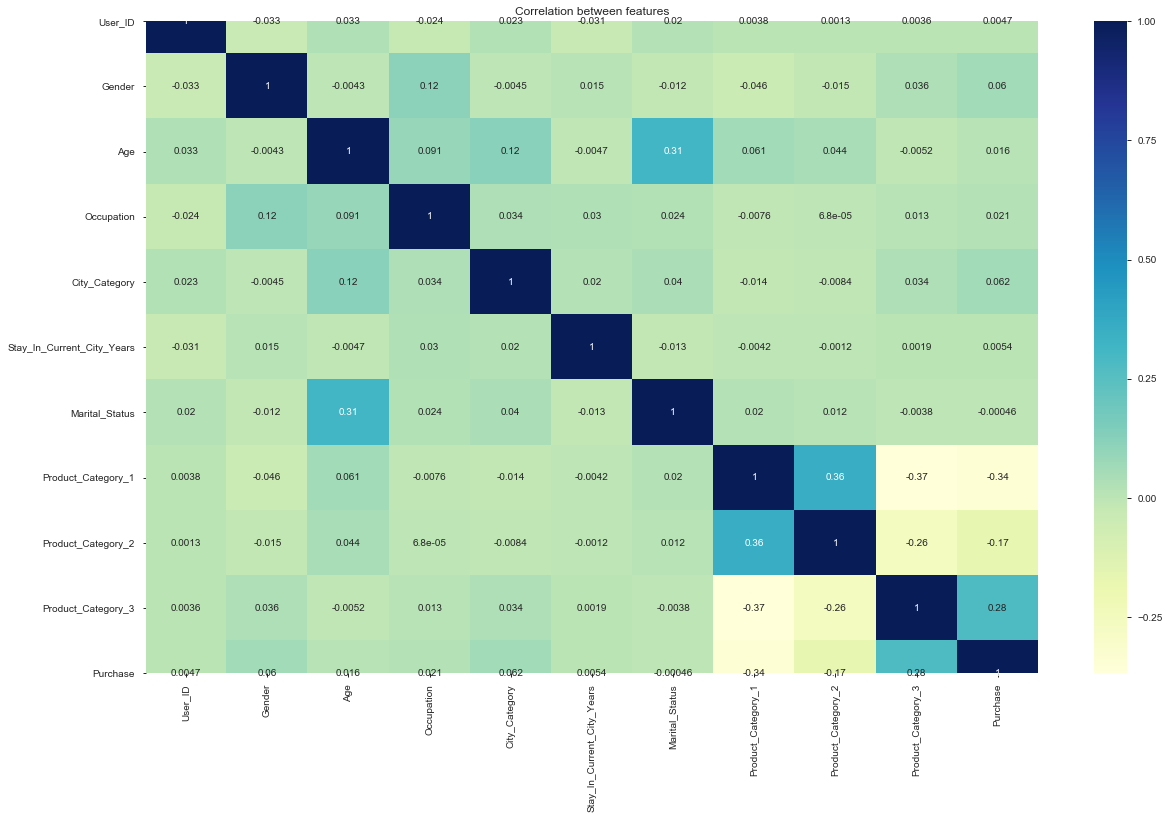 Correlation between features
User_ID 1 -0.033 0.033 -0.024 0.023 -0.031 0.02 0.0038 0.0013 0.0036 0.0047
Gender -0.033 1 -0.0043 0.12 -0.0045 0.015 -0.012 -0.046 -0.015 0.036 0.06
Age 0.033 -0.0043 1 0.091 0.12 -0.0047 0.31 0.061 0.044 -0.0052 0.016
Occupation -0.024 0.12 0.091 1 0.034 0.03 0.024 -0.0076 6.8e-05 0.013 0.021
City_Category 0.023 -0.0045 0.12 0.034 1 0.02 0.04 -0.014 -0.0084 0.034 0.062
Stay_In_Current_City_Years -0.031 0.015 -0.0047 0.03 0.02 1 -0.013 -0.0042 -0.0012 0.0019 0.0054
Marital_Status 0.02 -0.012 0.31 0.024 0.04 -0.013 1 0.02 0.012 -0.0038 -0.00046
Product_Category_1 0.0038 -0.046 0.061 -0.0076 -0.014 -0.0042 0.02 1 0.36 -0.37 -0.34
Product_Category_2 0.0013 -0.015 0.044 6.8e-05 -0.0084 -0.0012 0.012 0.36 1 -0.26 -0.17
Product_Category_3 0.0036 0.036 -0.0052 0.013 0.034 0.0019 -0.0038 -0.37 -0.26 1 0.28
Purchase 0.0047 0.06 0.016 0.021 0.062 0.0054 -0.00046 -0.34 -0.17 0.28 1
User_ID
Gender
Age
Occupation
City_Category
Stay_In_Current_City_Years
Marital_Status
Product_Category_1
Product_Category_2
Product_Category_3
Purchase
1.00
0.75
0.50
0.25
0.00
−0.25